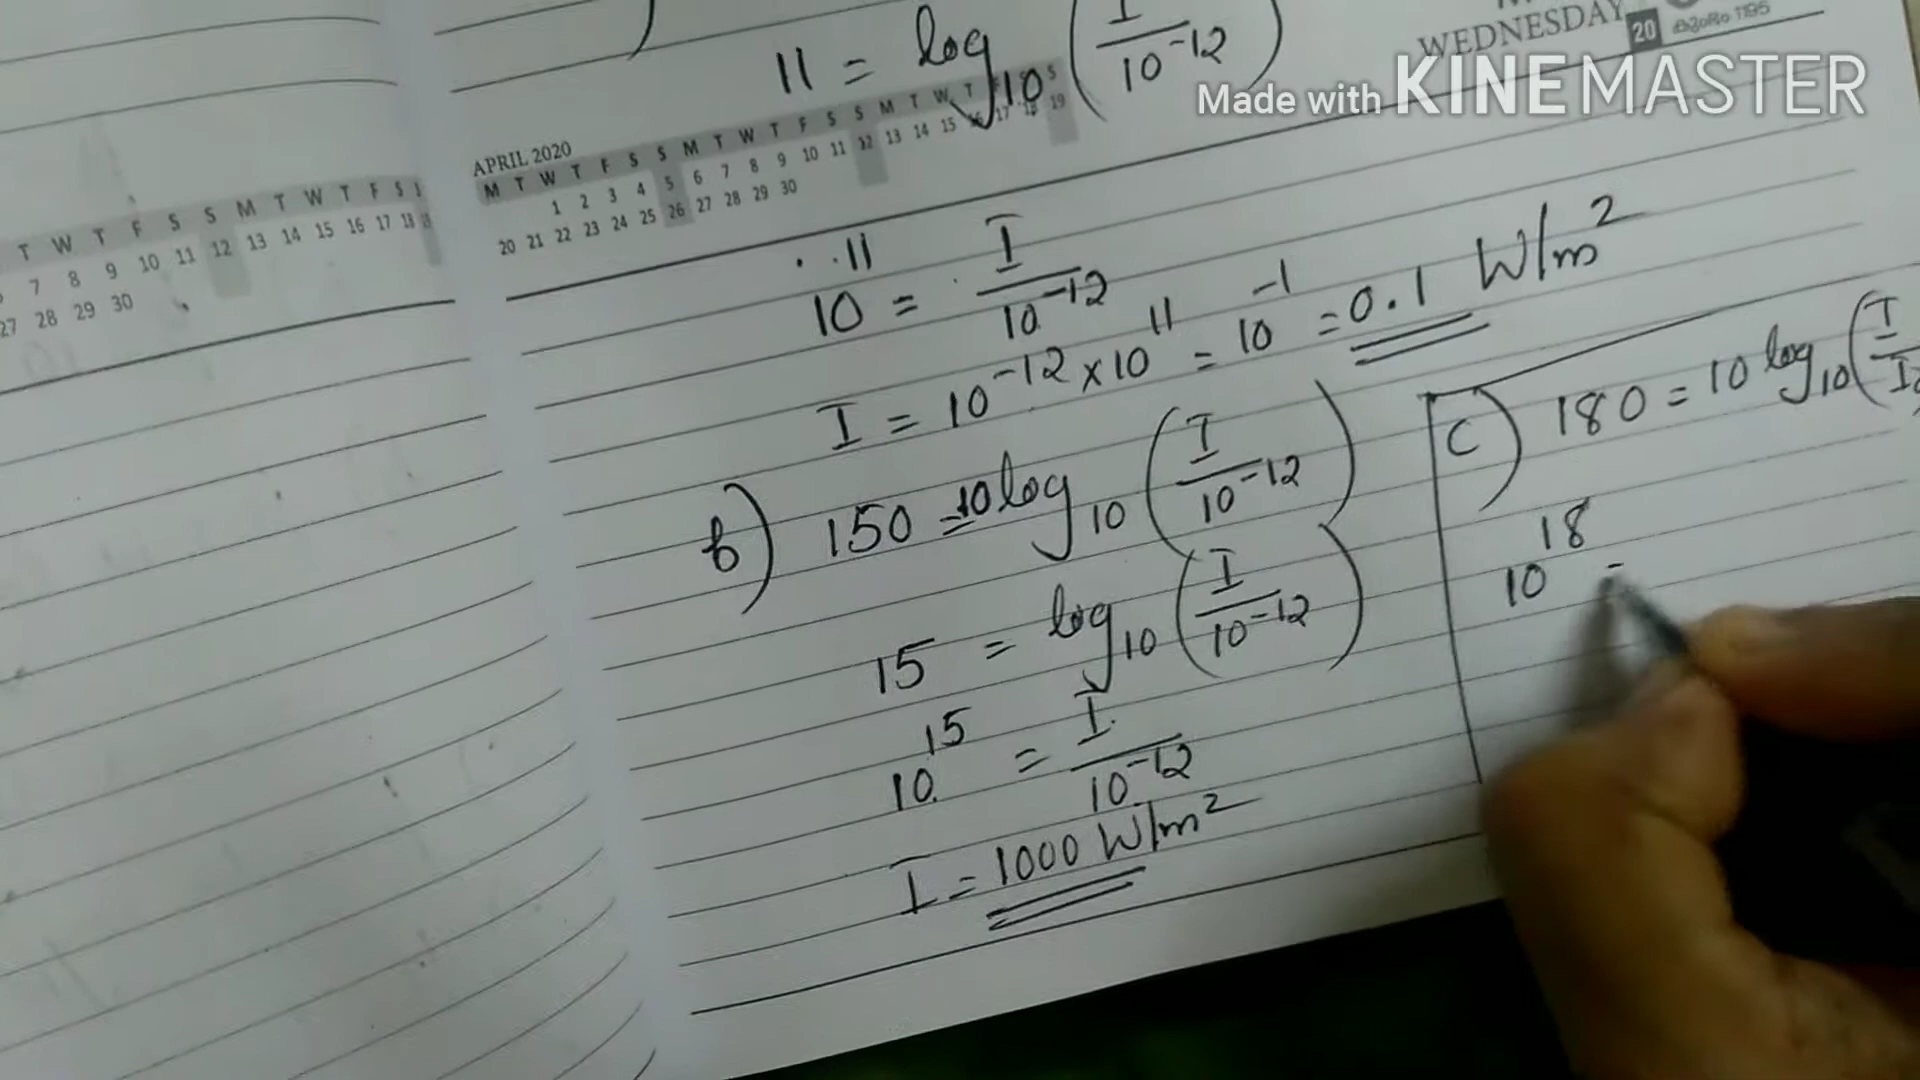 WEDNESDAY 20 കൊല്ലം 1195
Made with KINEMASTER
11 = log10 (I/10^-12)
APRIL 2020
M T W T F S S M T W T F S S M T W T F S
1 2 3 4 5 6 7 8 9 10 11 12 13 14 15 16 17 18 19
20 21 22 23 24 25 26 27 28 29 30
T W T F S S M T W T F S
7 8 9 10 11 12 13 14 15 16 17 18
27 28 29 30
10^11 = I/10^-12
I = 10^-12 × 10^11 = 10^-1 = 0.1 W/m^2
b) 150 = 10 log10 (I/10^-12)
15 = log10 (I/10^-12)
10^15 = I/10^-12
I = 1000 W/m^2
c) 180 = 10 log10 (I/I0
10^18 =